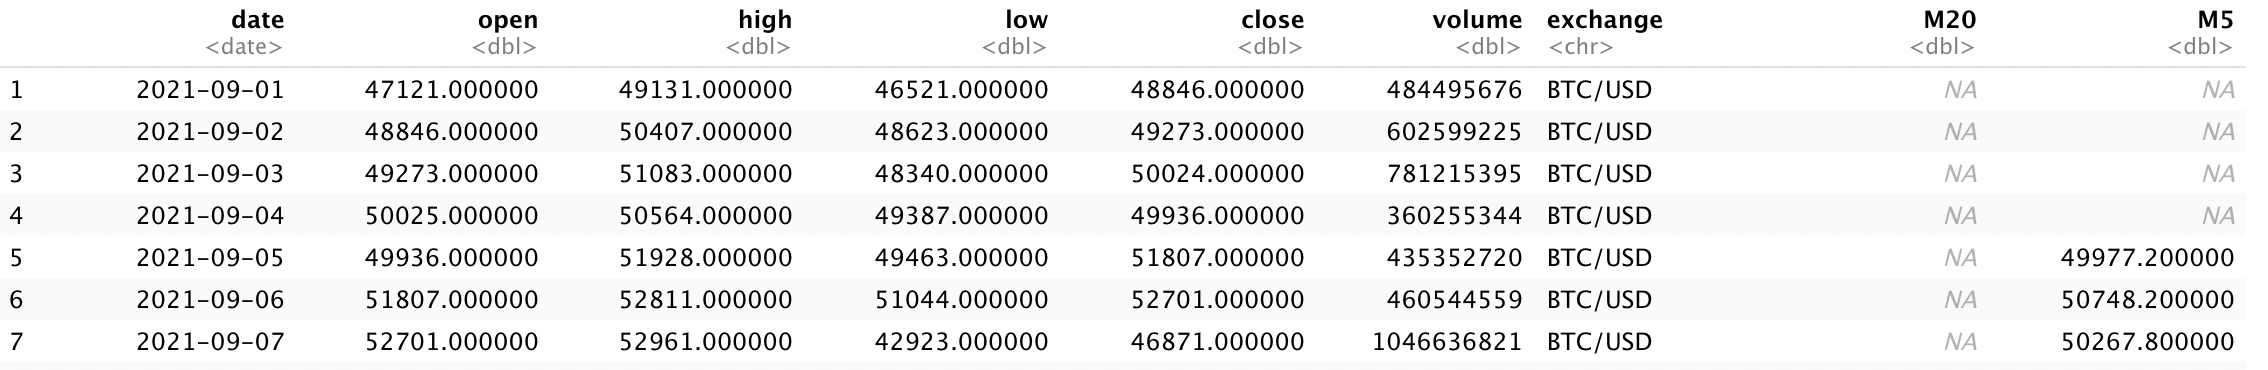 date open high low close volume exchange M20 M5
<date> <dbl> <dbl> <dbl> <dbl> <dbl> <chr> <dbl> <dbl>
1 2021-09-01 47121.000000 49131.000000 46521.000000 48846.000000 484495676 BTC/USD NA NA
2 2021-09-02 48846.000000 50407.000000 48623.000000 49273.000000 602599225 BTC/USD NA NA
3 2021-09-03 49273.000000 51083.000000 48340.000000 50024.000000 781215395 BTC/USD NA NA
4 2021-09-04 50025.000000 50564.000000 49387.000000 49936.000000 360255344 BTC/USD NA NA
5 2021-09-05 49936.000000 51928.000000 49463.000000 51807.000000 435352720 BTC/USD NA 49977.200000
6 2021-09-06 51807.000000 52811.000000 51044.000000 52701.000000 460544559 BTC/USD NA 50748.200000
7 2021-09-07 52701.000000 52961.000000 42923.000000 46871.000000 1046636821 BTC/USD NA 50267.800000